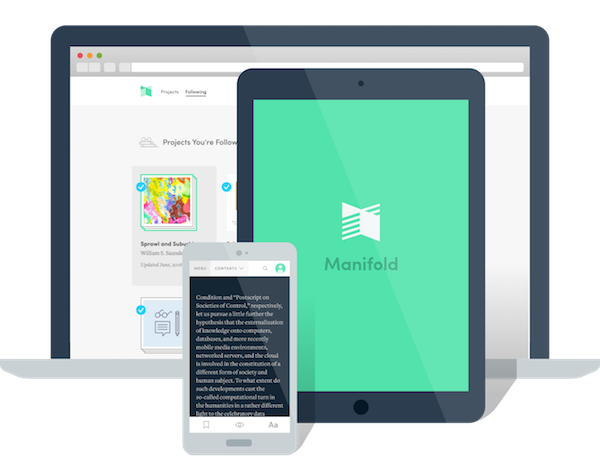 Projects
Following
Projects You're Follow
Sprawl and Subu
William S. Saund
Updated June, 2016
Manifold
MENU
CONTENTS
Condition and “Postscript on
Societies of Control,” respectively,
let us pursue a little further the
hypothesis that the externalization
of knowledge onto computers,
databases, and more recently
mobile media environments,
networked servers, and the cloud
is involved in the constitution of a
different form of society and
human subject. To what extent do
such developments cast the
so-called computational turn in
the humanities in a rather different
light to the celebratory data
Aa